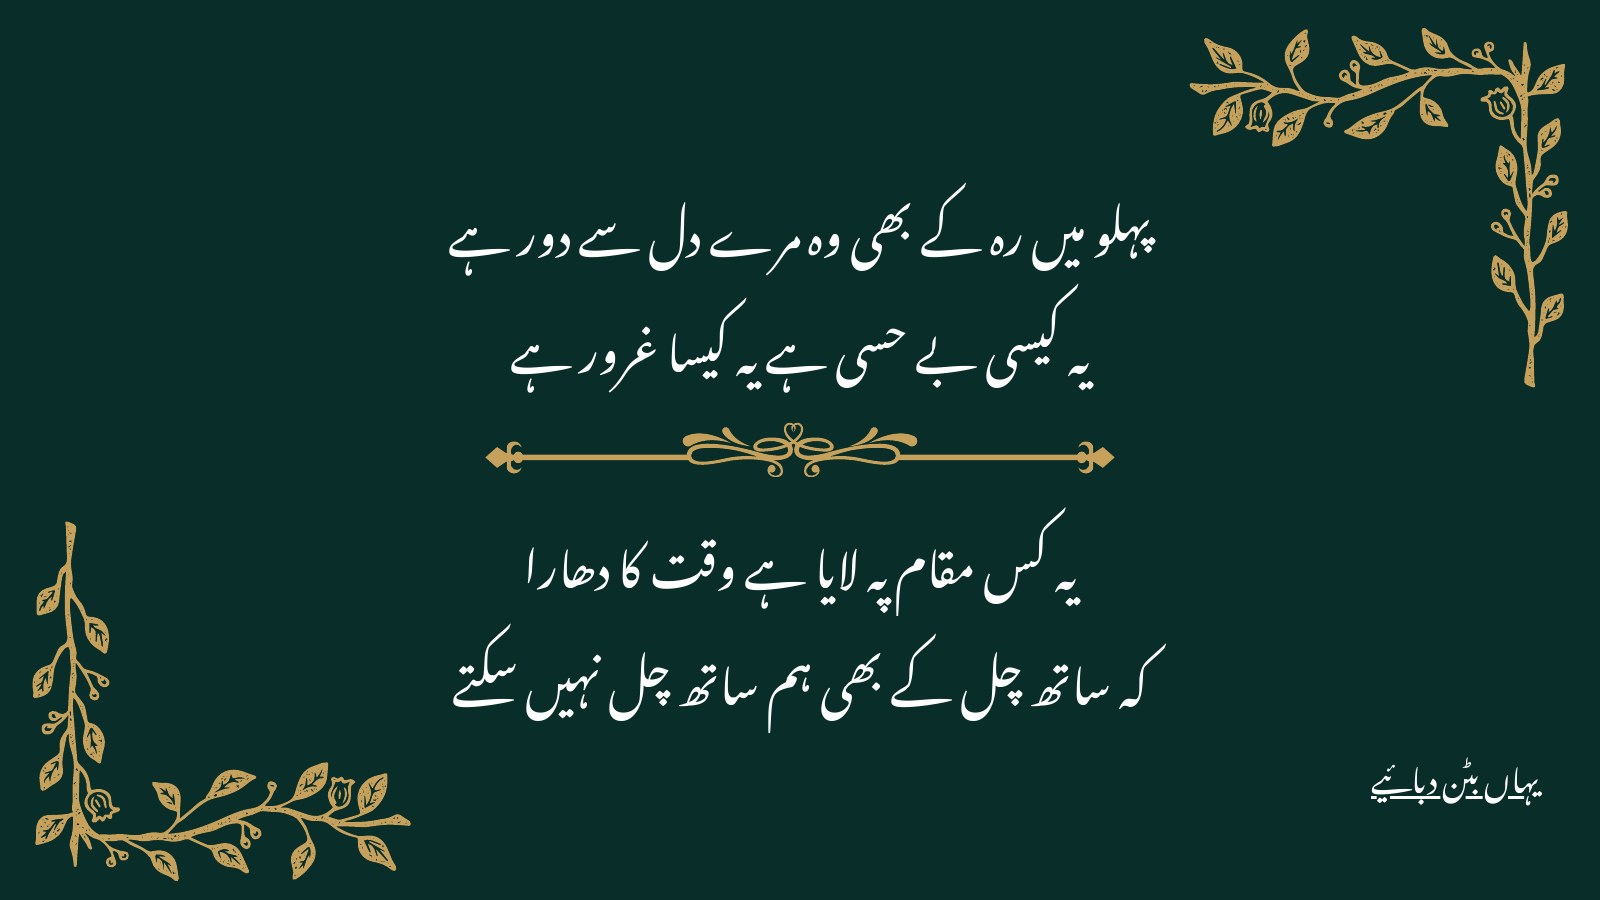 پہلو میں رہ کے بھی وہ مرے دل سے دور ہے
یہ کیسی بے حسی ہے یہ کیسا غرور ہے
یہ کس مقام پہ لایا ہے وقت کا دھارا
کہ ساتھ چل کے بھی ہم ساتھ چل نہیں سکتے
یہاں بٹن دبائیے